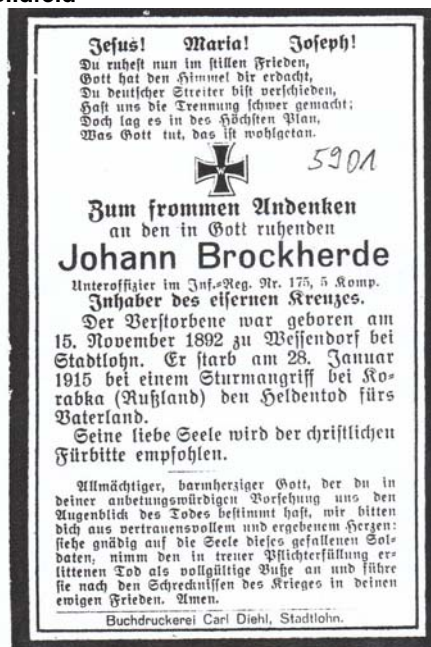 Jesus! Maria! Joseph!
Du ruhest nun im stillen Frieden,
Gott hat den Himmel dir erdacht,
Du deutscher Streiter bist verschieden,
Hast uns die Trennung schwer gemacht;
Doch lag es in des Höchsten Plan,
Was Gott tut, das ist wohlgetan.
W
5901
Zum frommen Andenken
an den in Gott ruhenden
Johann Brockherde
Unteroffizier im Inf.-Reg. Nr. 175, 5 Komp.
Inhaber des eisernen Kreuzes.
Der Verstorbene war geboren am
15. November 1892 zu Wessendorf bei
Stadtlohn. Er starb am 28. Januar
1915 bei einem Sturmangriff bei Ko-
rabka (Rußland) den Heldentod fürs
Vaterland.
Seine liebe Seele wird der christlichen
Fürbitte empfohlen.
Allmächtiger, barmherziger Gott, der du in
deiner anbetungswürdigen Vorsehung uns den
Augenblick des Todes bestimmt hast, wir bitten
dich aus vertrauensvollem und ergebenem Herzen:
siehe gnädig auf die Seele dieses gefallenen Sol-
daten, nimm den in treuer Pflichterfüllung er-
littenen Tod als vollgültige Buße an und führe
sie nach den Schrecknissen des Krieges in deinen
ewigen Frieden. Amen.
Buchdruckerei Carl Diehl, Stadtlohn.